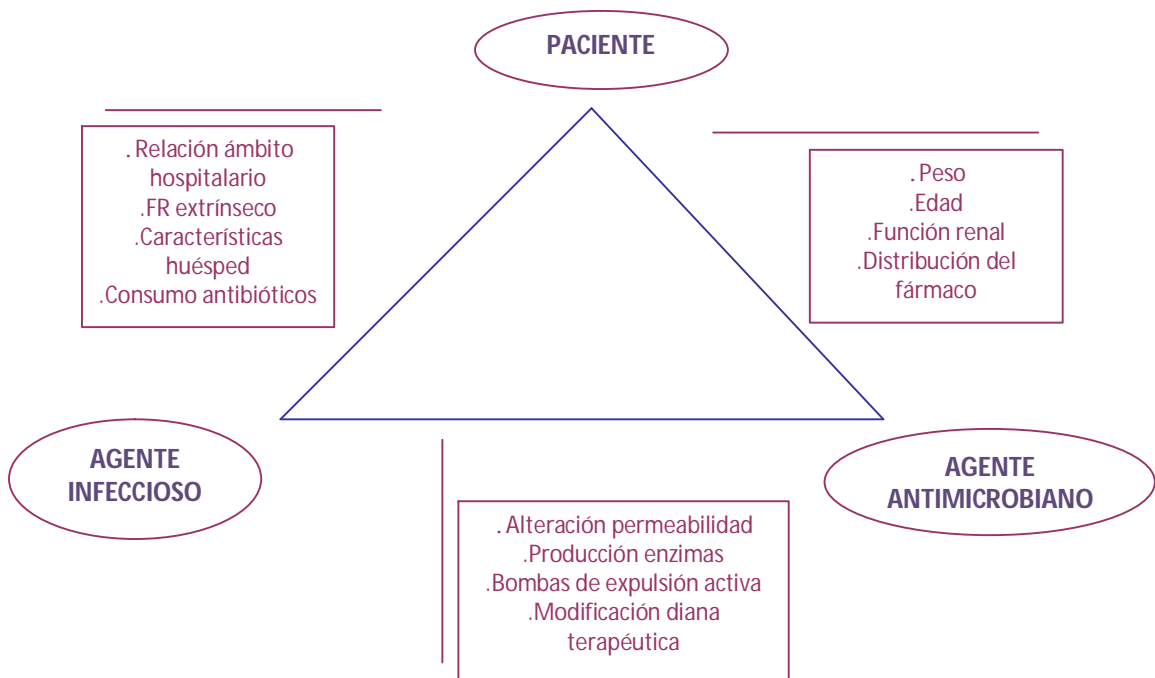 PACIENTE
. Relación ámbito
hospitalario
.FR extrínseco
.Características
huésped
.Consumo antibióticos
. Peso
.Edad
.Función renal
.Distribución del
fármaco
AGENTE
INFECCIOSO
AGENTE
ANTIMICROBIANO
. Alteración permeabilidad
.Producción enzimas
.Bombas de expulsión activa
.Modificación diana
terapéutica